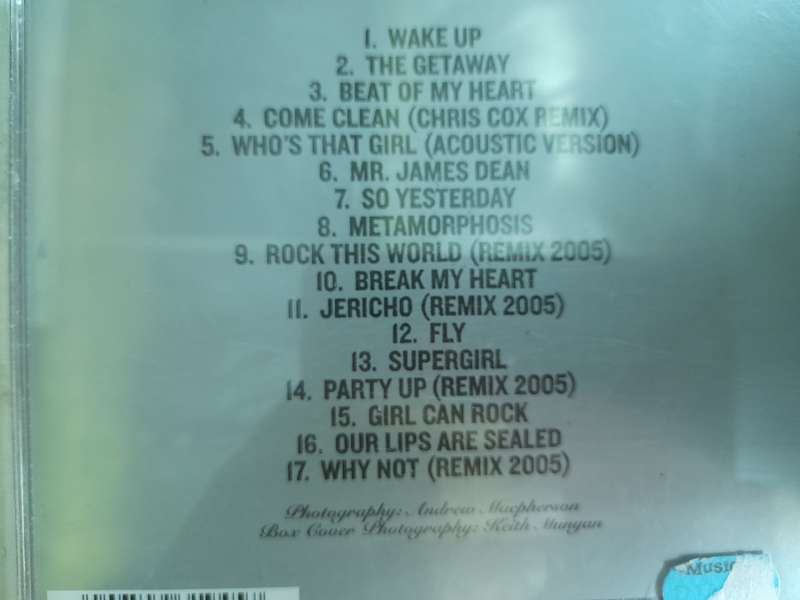 1. WAKE UP
2. THE GETAWAY
3. BEAT OF MY HEART
4. COME CLEAN (CHRIS COX REMIX)
5. WHO'S THAT GIRL (ACOUSTIC VERSION)
6. MR. JAMES DEAN
7. SO YESTERDAY
8. METAMORPHOSIS
9. ROCK THIS WORLD (REMIX 2005)
10. BREAK MY HEART
11. JERICHO (REMIX 2005)
12. FLY
13. SUPERGIRL
14. PARTY UP (REMIX 2005)
15. GIRL CAN ROCK
16. OUR LIPS ARE SEALED
17. WHY NOT (REMIX 2005)
Photography: Andrew Macpherson
Box Cover Photography: Keith Munyan
Music